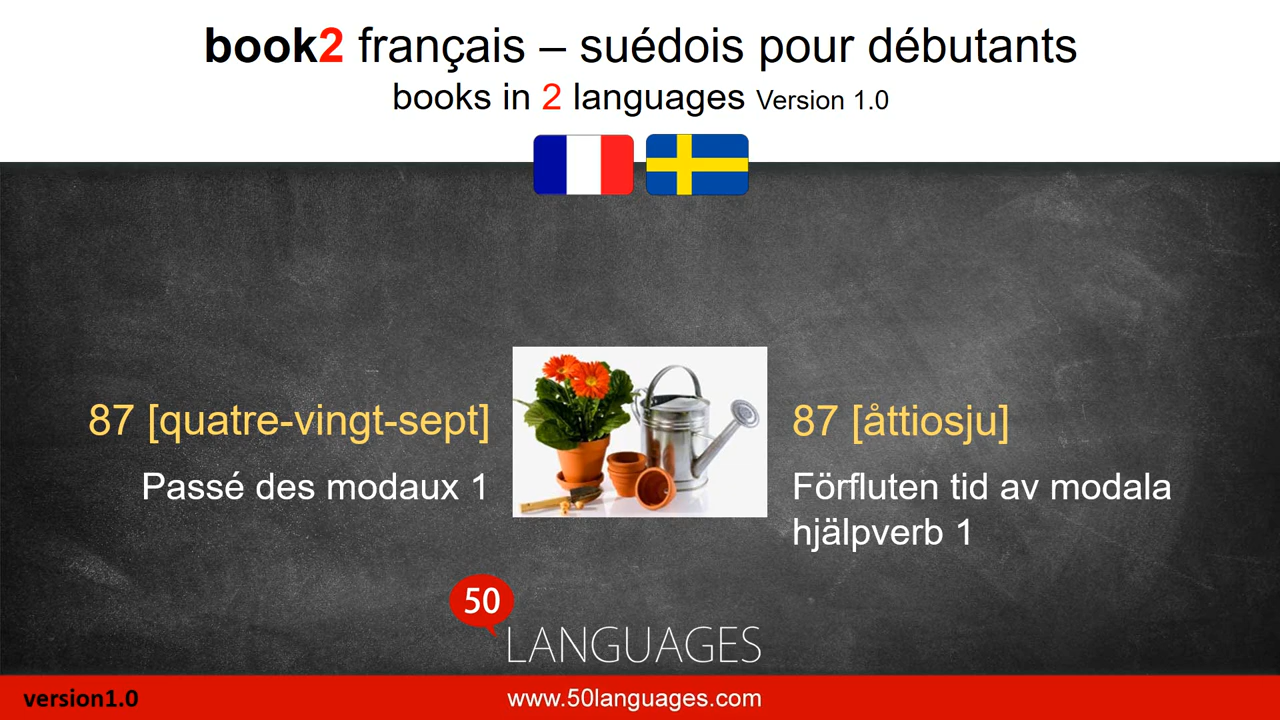 book2 français – suédois pour débutants
books in 2 languages Version 1.0
87 [quatre-vingt-sept]
Passé des modaux 1
87 [åttiosju]
Förfluten tid av modala
hjälpverb 1
50
LANGUAGES
version1.0
www.50languages.com